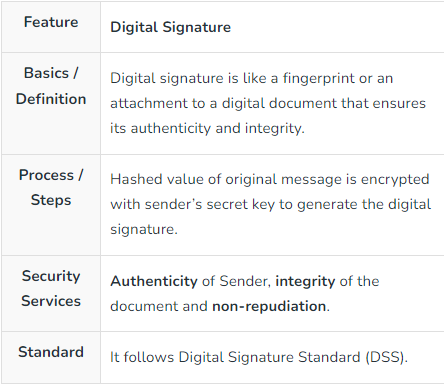 Feature
Digital Signature
Basics /
Definition
Digital signature is like a fingerprint or an
attachment to a digital document that ensures
its authenticity and integrity.
Process /
Steps
Hashed value of original message is encrypted
with sender’s secret key to generate the digital
signature.
Security
Services
Authenticity of Sender, integrity of the
document and non-repudiation.
Standard
It follows Digital Signature Standard (DSS).